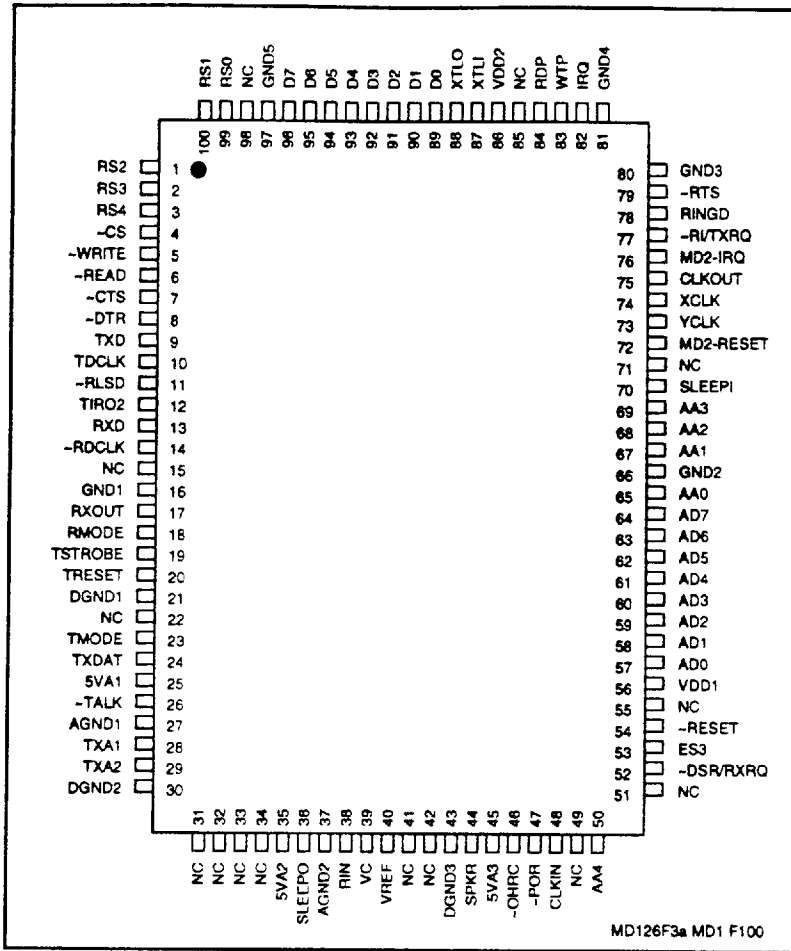 RS1 RS0 NC GND5 D7 D6 D5 D4 D3 D2 D1 D0 XTLO XTLI VDD2 NC RDP WTP IRQ GND4
100 99 98 97 96 95 94 93 92 91 90 89 88 87 86 85 84 83 82 81
RS2 1
RS3 2
RS4 3
~CS 4
~WRITE 5
~READ 6
~CTS 7
~DTR 8
TXD 9
TDCLK 10
~RLSD 11
TIRO2 12
RXD 13
~RDCLK 14
NC 15
GND1 16
RXOUT 17
RMODE 18
TSTROBE 19
TRESET 20
DGND1 21
NC 22
TMODE 23
TXDAT 24
5VA1 25
~TALK 26
AGND1 27
TXA1 28
TXA2 29
DGND2 30
80 GND3
79 ~RTS
78 RINGD
77 ~RI/TXRQ
76 MD2-IRQ
75 CLKOUT
74 XCLK
73 YCLK
72 MD2-RESET
71 NC
70 SLEEPI
69 AA3
68 AA2
67 AA1
66 GND2
65 AA0
64 AD7
63 AD6
62 AD5
61 AD4
60 AD3
59 AD2
58 AD1
57 AD0
56 VDD1
55 NC
54 ~RESET
53 ES3
52 ~DSR/RXRQ
51 NC
31 32 33 34 35 36 37 38 39 40 41 42 43 44 45 46 47 48 49 50
NC NC NC NC 5VA2 SLEEPO AGND2 RIN VC VREF NC NC DGND3 SPKR 5VA3 ~OHRC ~POR CLKIN NC AA4
MD126F3a MD1 F100